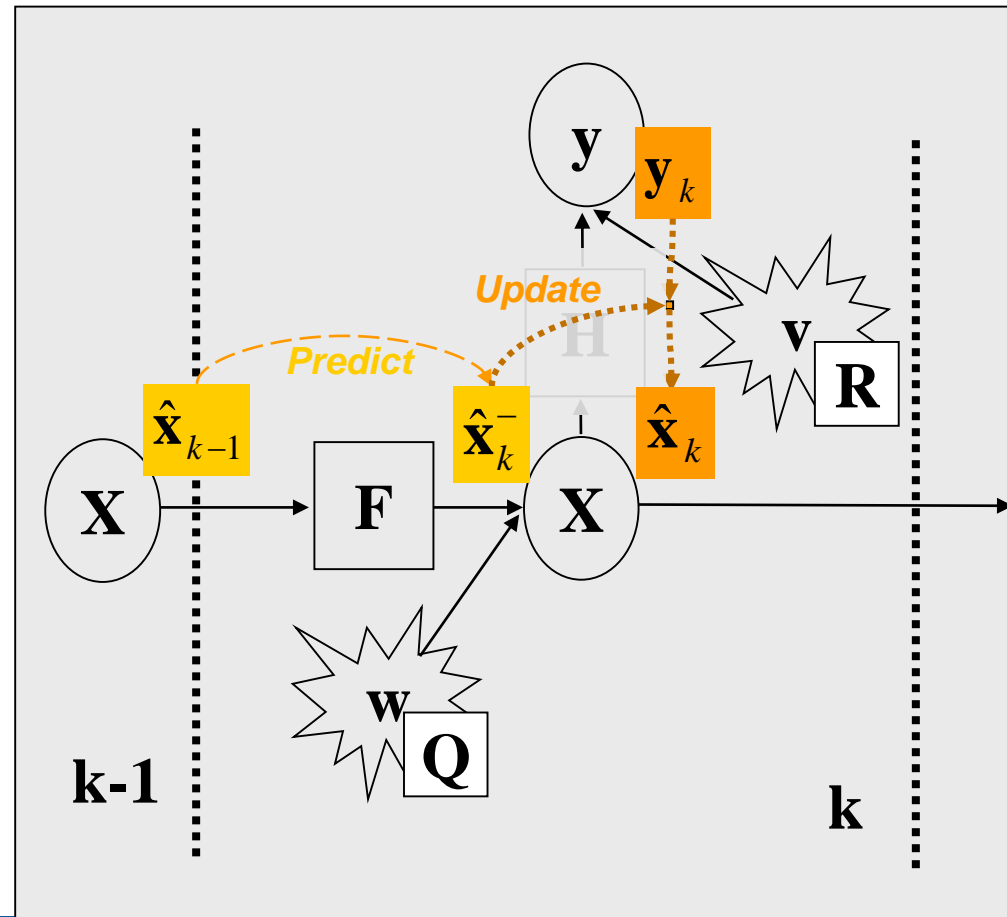 y
y_k
Update
H
v
R
Predict
x̂_{k−1}
x̂_k^−
x̂_k
X
F
X
w
Q
k-1
k